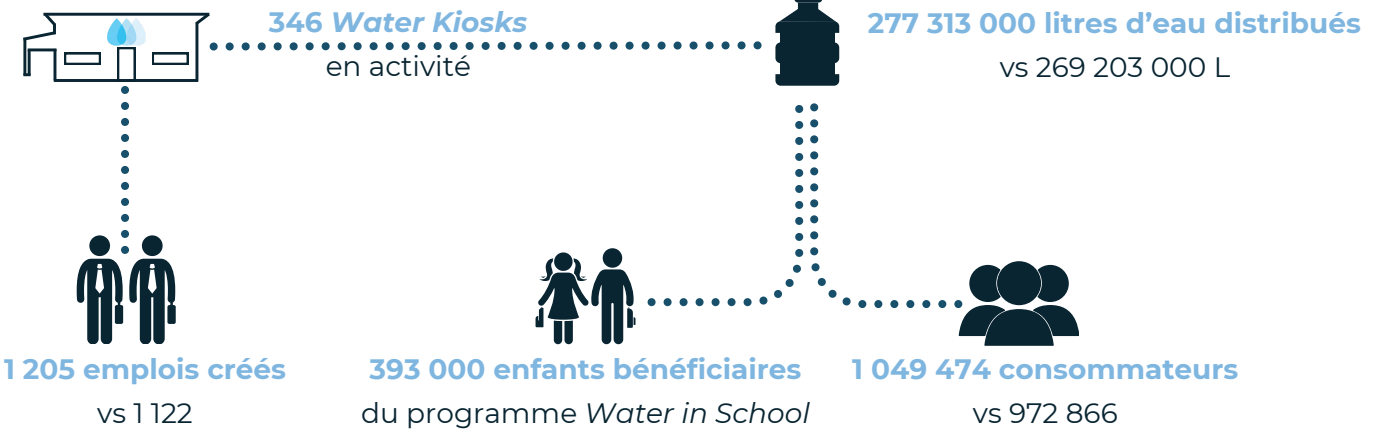 346 Water Kiosks
en activité
277 313 000 litres d’eau distribués
vs 269 203 000 L
1 205 emplois créés
vs 1 122
393 000 enfants bénéficiaires
du programme Water in School
1 049 474 consommateurs
vs 972 866